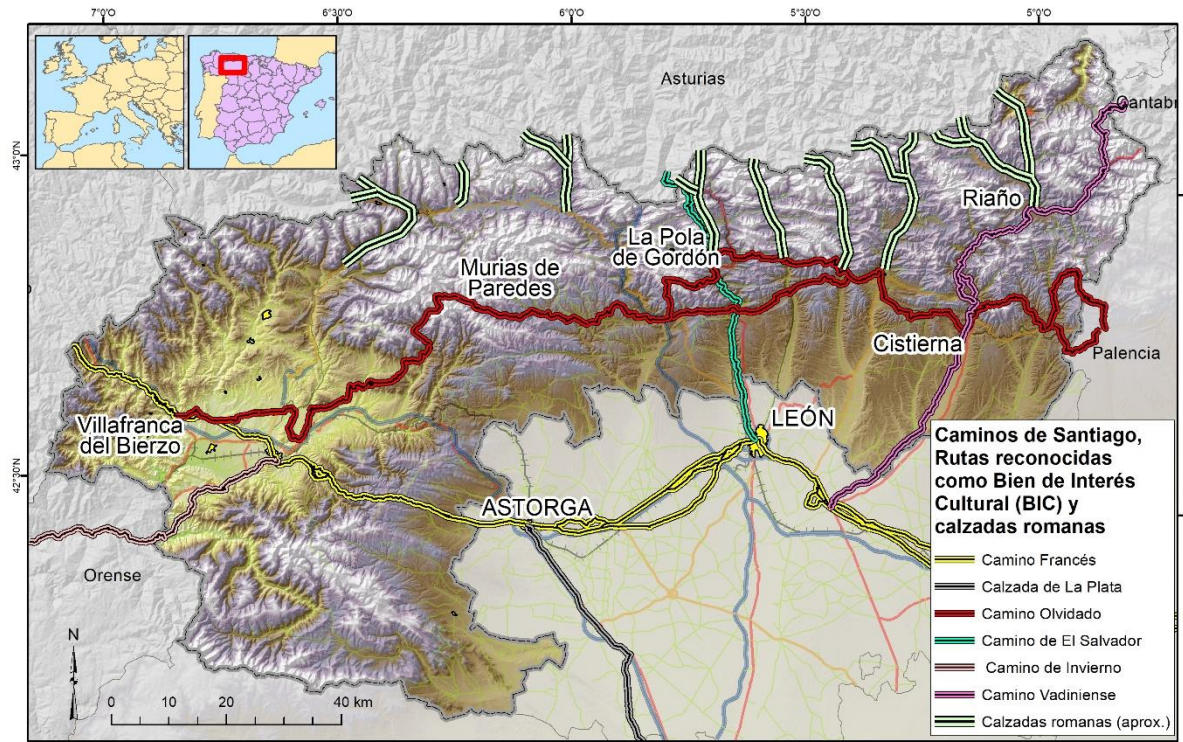 7°0'
6°30'
6°0'
5°30'
5°0'
Asturias
Cantabr
43°0'
Riaño
La Pola
de Gordón
Murias de
Paredes
Cistierna
Palencia
Villafranca
del Bierzo
LEÓN
42°30'N
ASTORGA
Orense
N
0 10 20 40 km
Caminos de Santiago,
Rutas reconocidas
como Bien de Interés
Cultural (BIC) y
calzadas romanas
Camino Francés
Calzada de La Plata
Camino Olvidado
Camino de El Salvador
Camino de Invierno
Camino Vadiniense
Calzadas romanas (aprox.)